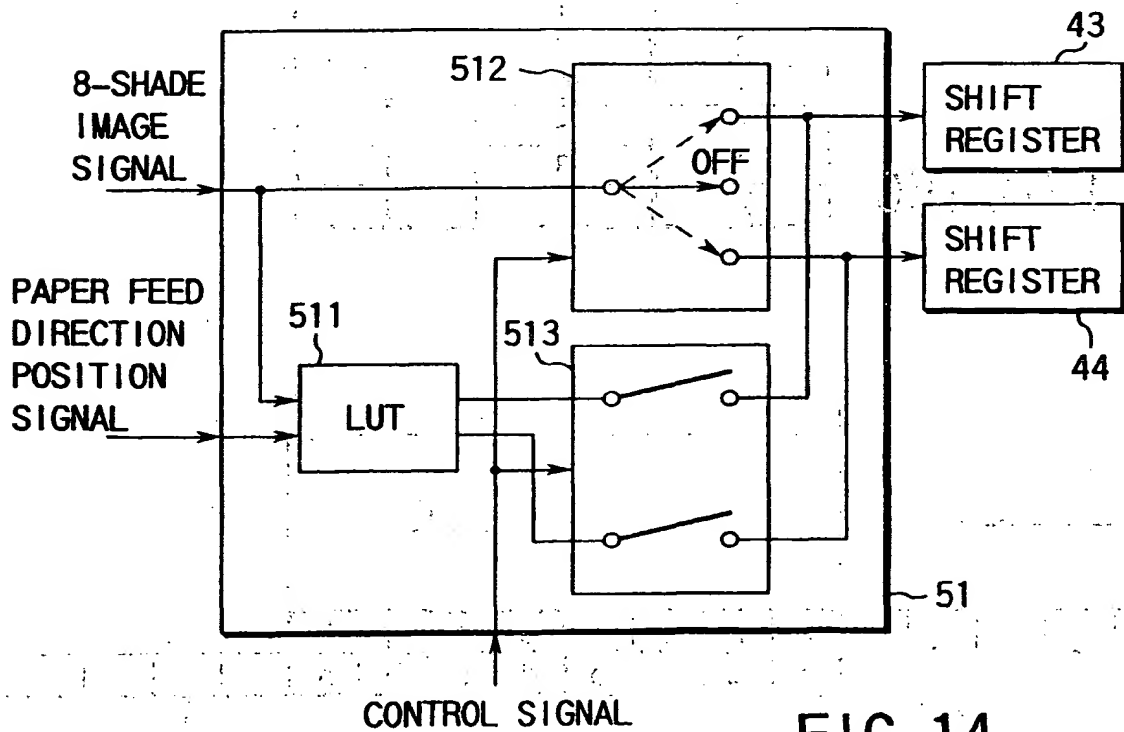 8-SHADE
IMAGE
SIGNAL
512
OFF
43
SHIFT
REGISTER
SHIFT
REGISTER
44
PAPER FEED
DIRECTION
POSITION
SIGNAL
511
LUT
513
51
CONTROL SIGNAL
FIG.14